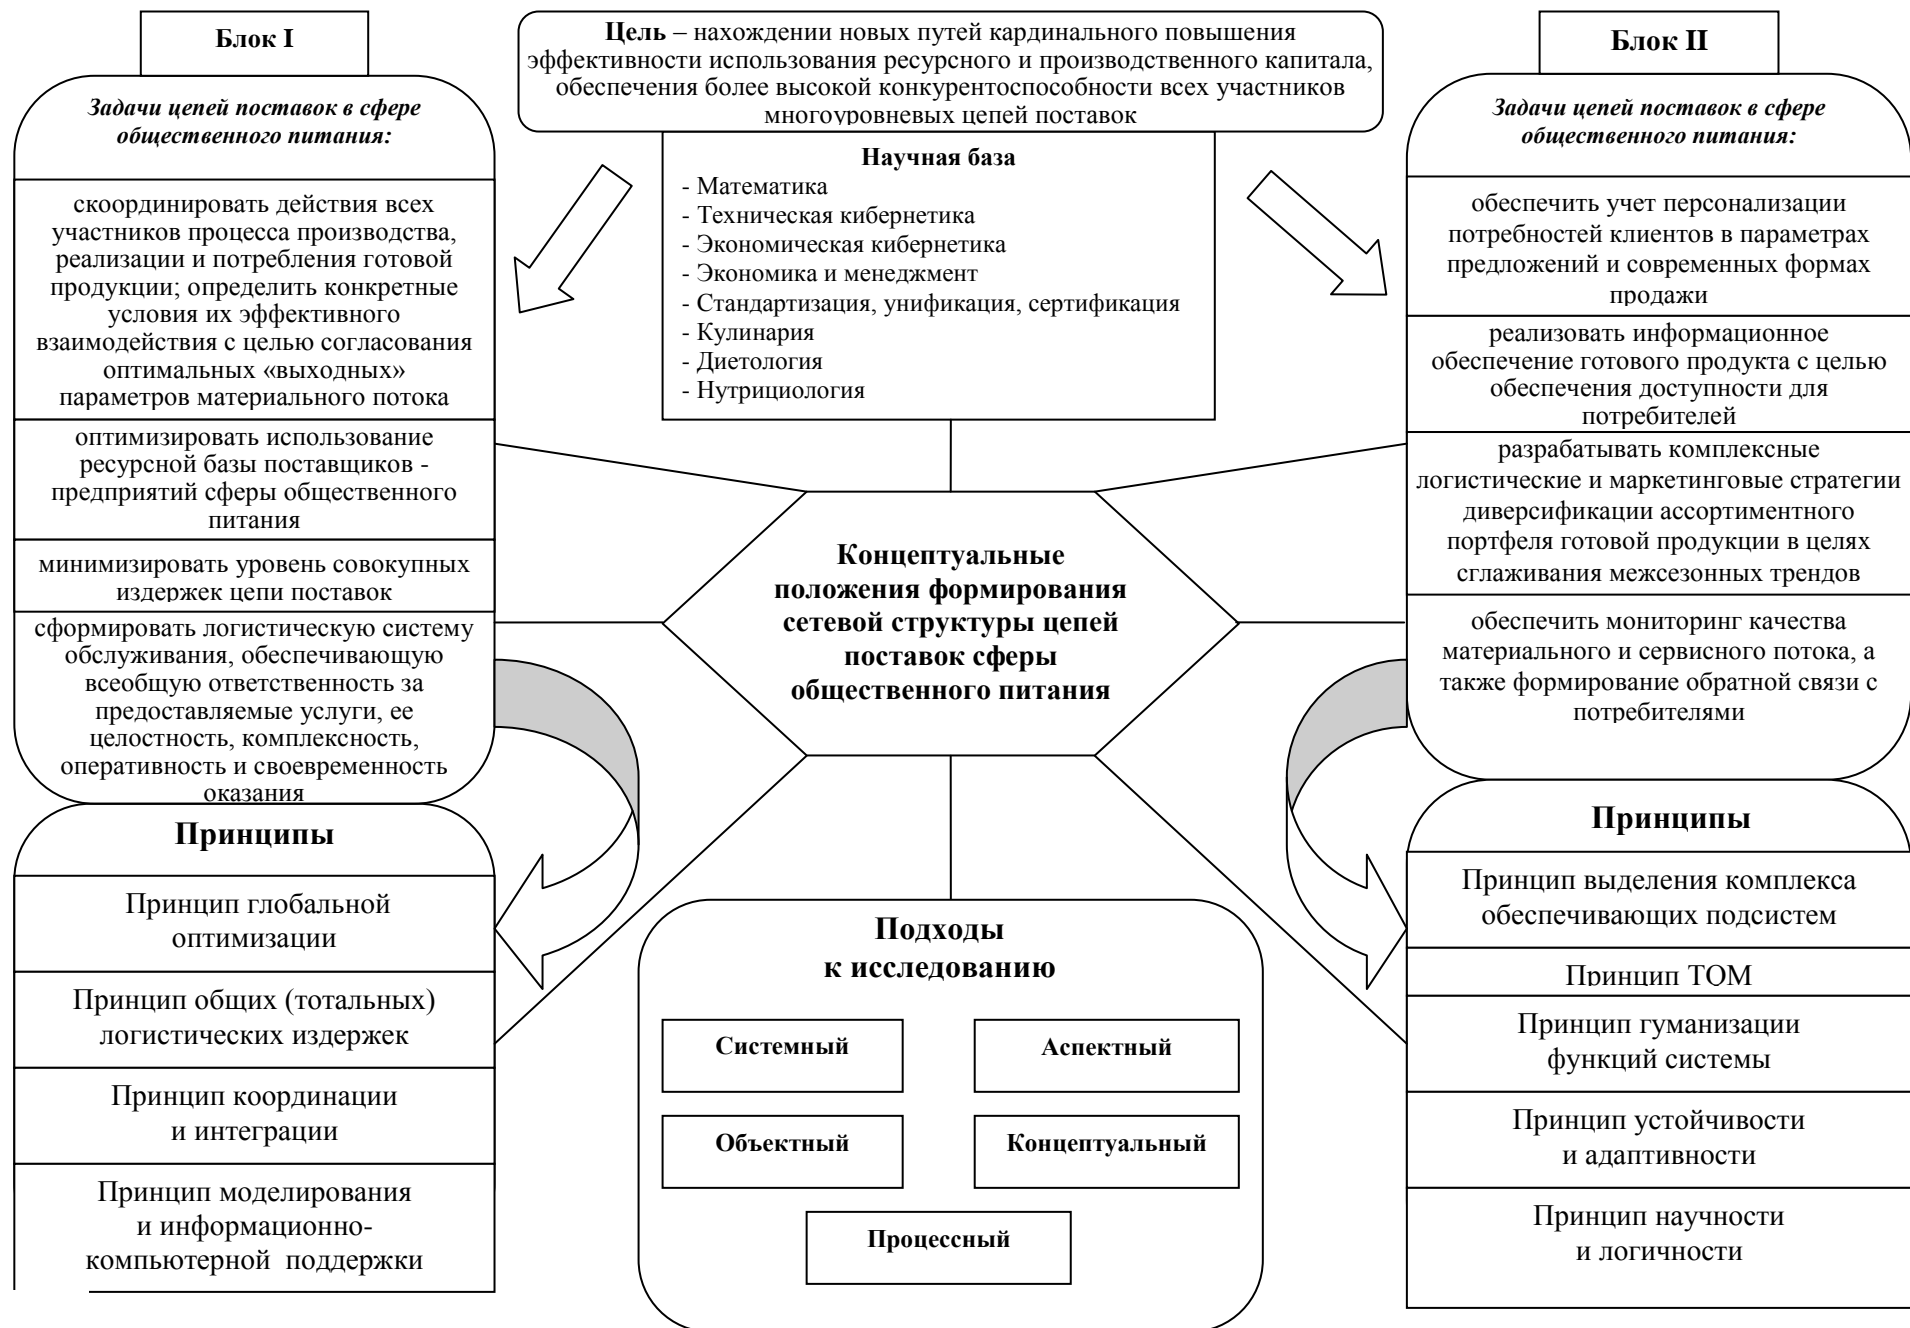 Блок I
Задачи цепей поставок в сфере
общественного питания:
скоординировать действия всех
участников процесса производства,
реализации и потребления готовой
продукции; определить конкретные
условия их эффективного
взаимодействия с целью согласования
оптимальных «выходных»
параметров материального потока
оптимизировать использование
ресурсной базы поставщиков -
предприятий сферы общественного
питания
минимизировать уровень совокупных
издержек цепи поставок
сформировать логистическую систему
обслуживания, обеспечивающую
всеобщую ответственность за
предоставляемые услуги, ее
целостность, комплексность,
оперативность и своевременность
оказания
Принципы
Принцип глобальной
оптимизации
Принцип общих (тотальных)
логистических издержек
Принцип координации
и интеграции
Принцип моделирования
и информационно-
компьютерной поддержки
Цель – нахождении новых путей кардинального повышения
эффективности использования ресурсного и производственного капитала,
обеспечения более высокой конкурентоспособности всех участников
многоуровневых цепей поставок
Научная база
- Математика
- Техническая кибернетика
- Экономическая кибернетика
- Экономика и менеджмент
- Стандартизация, унификация, сертификация
- Кулинария
- Диетология
- Нутрициология
Концептуальные
положения формирования
сетевой структуры цепей
поставок сферы
общественного питания
Подходы
к исследованию
Системный
Аспектный
Объектный
Концептуальный
Процессный
Блок II
Задачи цепей поставок в сфере
общественного питания:
обеспечить учет персонализации
потребностей клиентов в параметрах
предложений и современных формах
продажи
реализовать информационное
обеспечение готового продукта с целью
обеспечения доступности для
потребителей
разрабатывать комплексные
логистические и маркетинговые стратегии
диверсификации ассортиментного
портфеля готовой продукции в целях
сглаживания межсезонных трендов
обеспечить мониторинг качества
материального и сервисного потока, а
также формирование обратной связи с
потребителями
Принципы
Принцип выделения комплекса
обеспечивающих подсистем
Принцип TQM
Принцип гуманизации
функций системы
Принцип устойчивости
и адаптивности
Принцип научности
и логичности